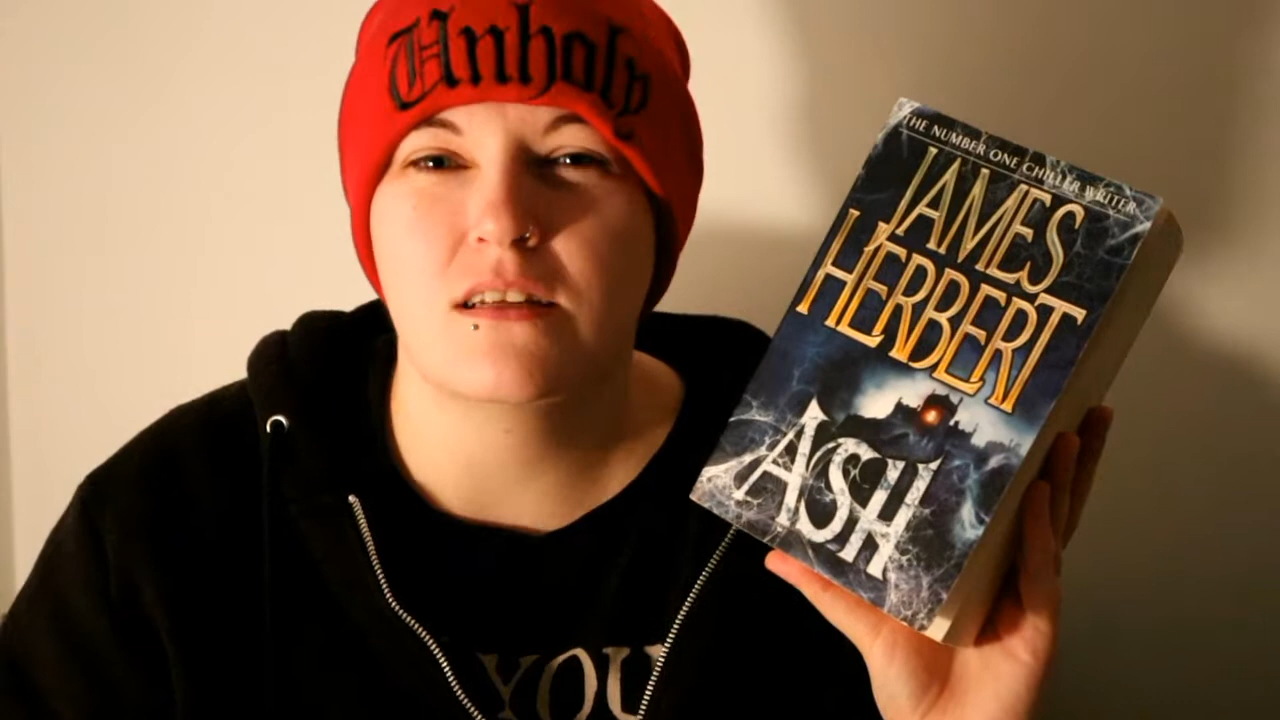 Unholy
THE NUMBER ONE CHILLER WRITER
JAMES
HERBERT
ASH
YOU